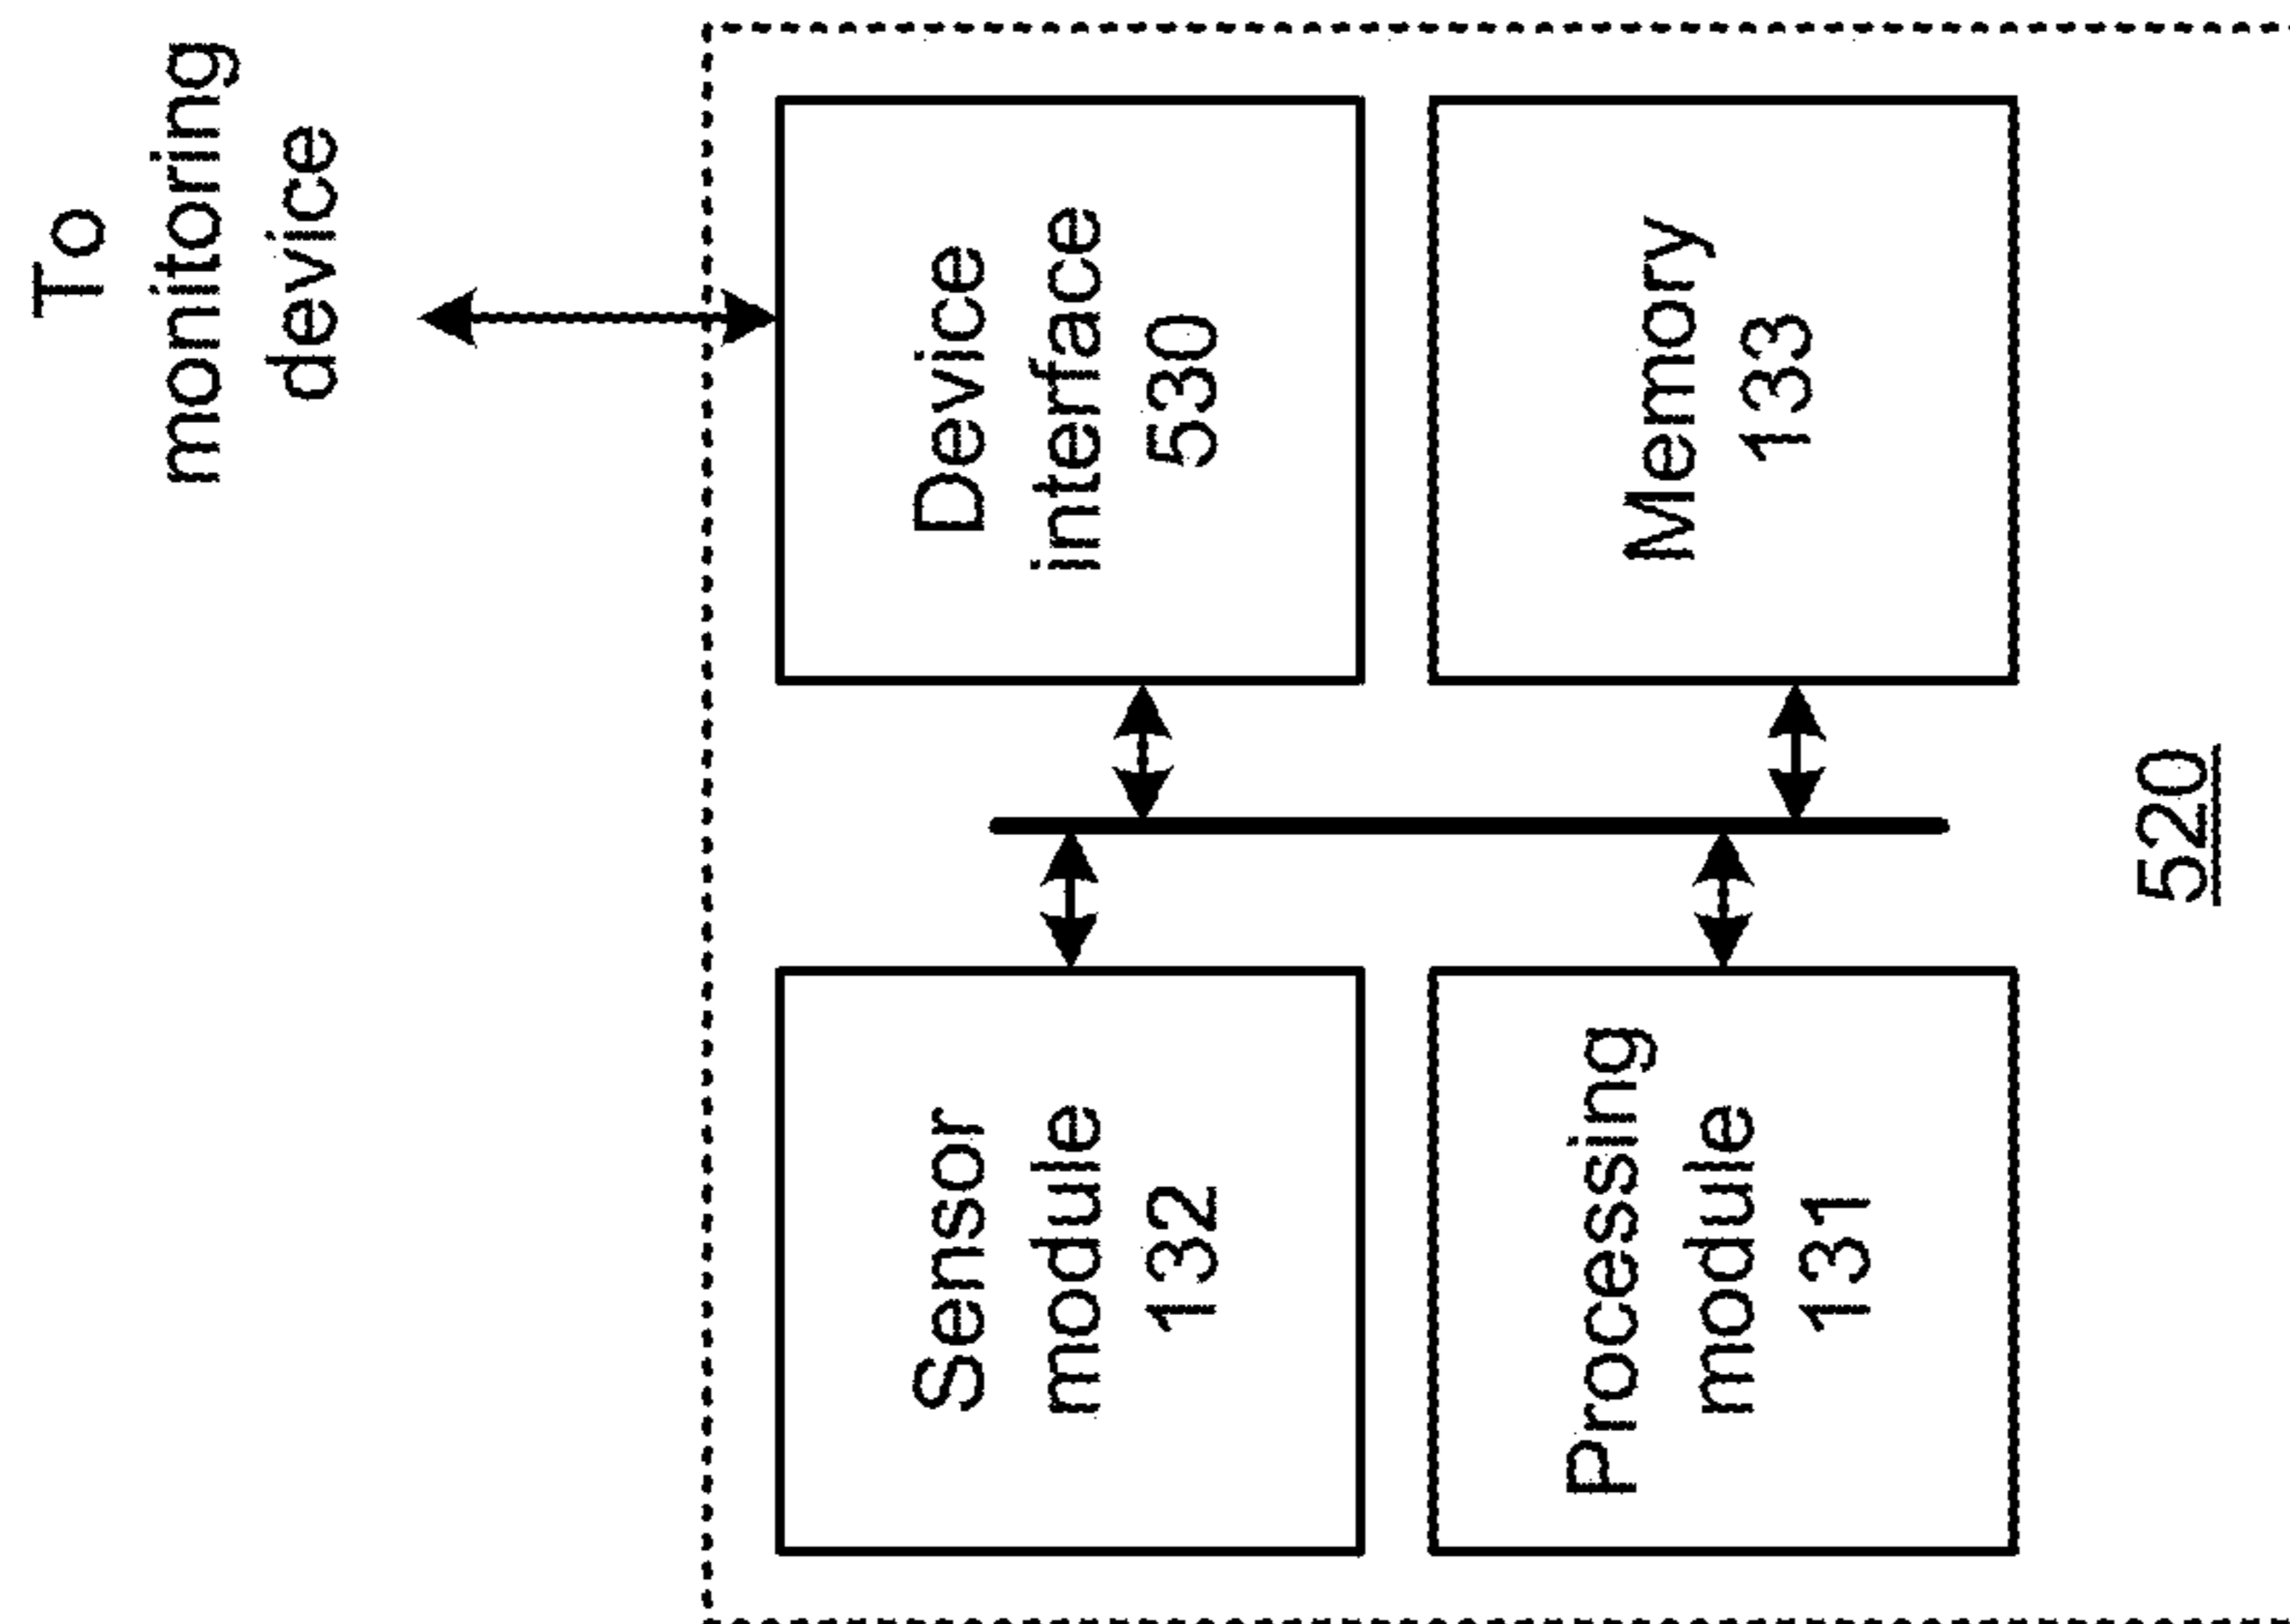 To
monitoring
device
Sensor
module
132
Device
interface
530
Processing
module
131
Memory
133
520